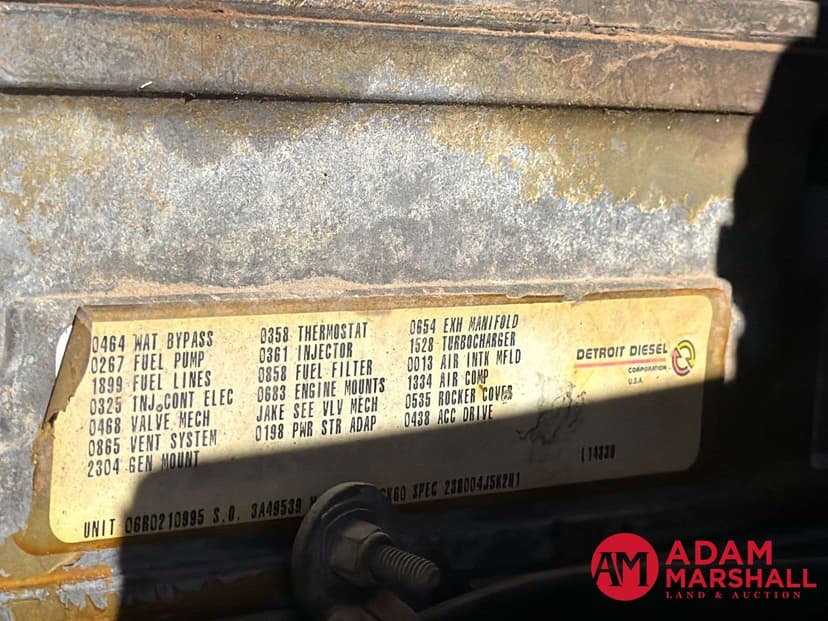 0464 WAT BYPASS
0267 FUEL PUMP
1899 FUEL LINES
0325 INJ CONT ELEC
0468 VALVE MECH
0865 VENT SYSTEM
2304 GEN MOUNT
0358 THERMOSTAT
0361 INJECTOR
0858 FUEL FILTER
0683 ENGINE MOUNTS
JAKE SEE VLV MECH
0198 PWR STR ADAP
0654 EXH MANIFOLD
1528 TURBOCHARGER
0013 AIR INTK MFLD
1334 AIR COMP
0535 ROCKER COVER
0438 ACC DRIVE
DETROIT DIESEL
CORPORATION
U.S.A.
UNIT 06R0210995 S.O. 3A49539 SPEC
AM ADAM
MARSHALL
LAND & AUCTION